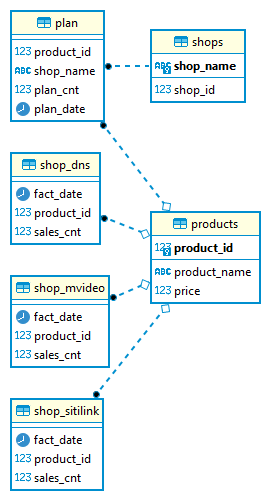 plan
123 product_id
ABC shop_name
123 plan_cnt
plan_date
shops
ABC shop_name
123 shop_id
shop_dns
fact_date
123 product_id
123 sales_cnt
products
123 product_id
ABC product_name
123 price
shop_mvideo
fact_date
123 product_id
123 sales_cnt
shop_sitilink
fact_date
123 product_id
123 sales_cnt